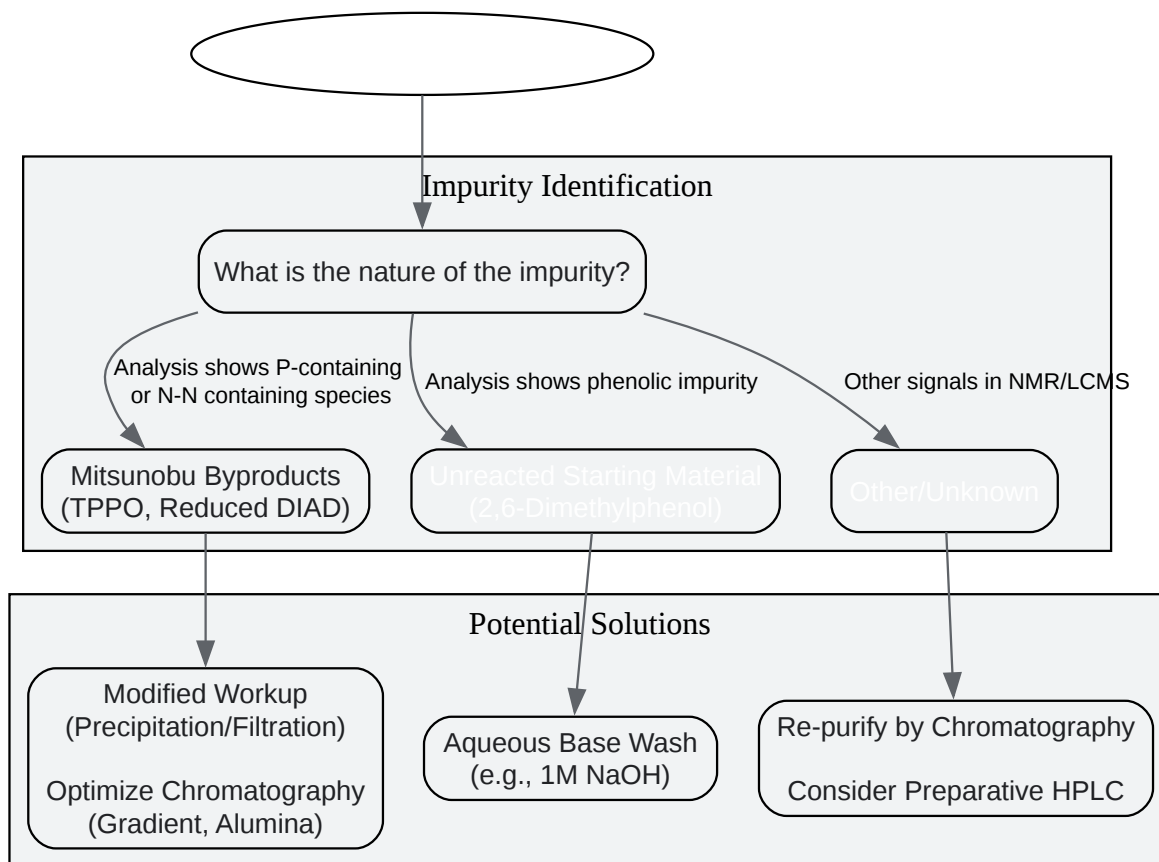 Impurity Identification
What is the nature of the impurity?
Analysis shows P-containing
or N-N containing species
Analysis shows phenolic impurity
Other signals in NMR/LCMS
Mitsunobu Byproducts
(TPPO, Reduced DIAD)
Unreacted Starting Material
(2,6-Dimethylphenol)
Other/Unknown
Potential Solutions
Modified Workup
(Precipitation/Filtration)
Optimize Chromatography
(Gradient, Alumina)
Aqueous Base Wash
(e.g., 1M NaOH)
Re-purify by Chromatography
Consider Preparative HPLC